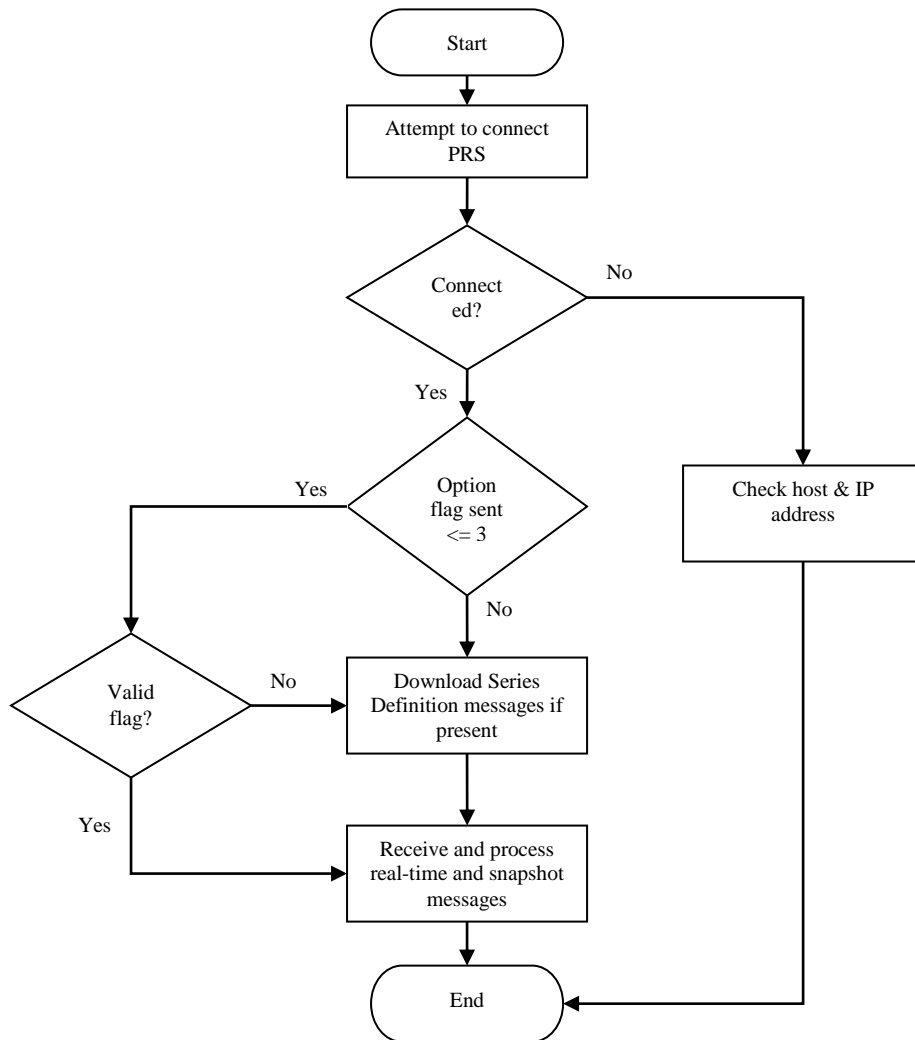 Start
Attempt to connect
PRS
Connect
ed?
No
Yes
Option
flag sent
<= 3
Yes
No
Check host & IP
address
Valid
flag?
No
Yes
Download Series
Definition messages if
present
Receive and process
real-time and snapshot
messages
End